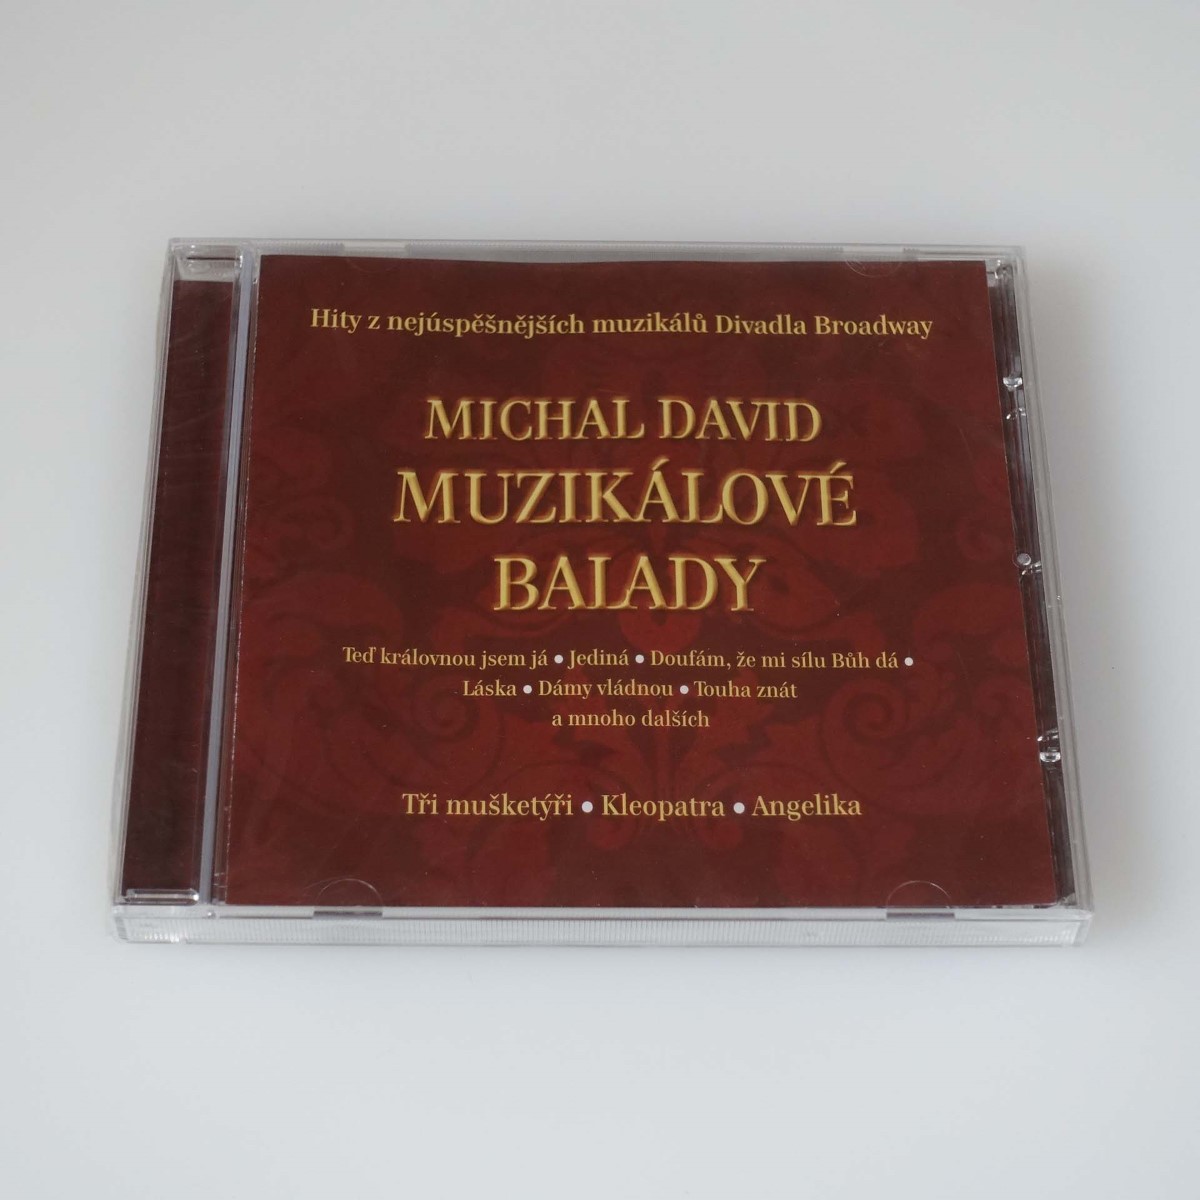 Hity z nejúspěšnějších muzikálů Divadla Broadway
MICHAL DAVID
MUZIKÁLOVÉ
BALADY
Teď královnou jsem já • Jediná • Doufám, že mi sílu Bůh dá •
Láska • Dámy vládnou • Touha znát
a mnoho dalších
Tři mušketýři • Kleopatra • Angelika